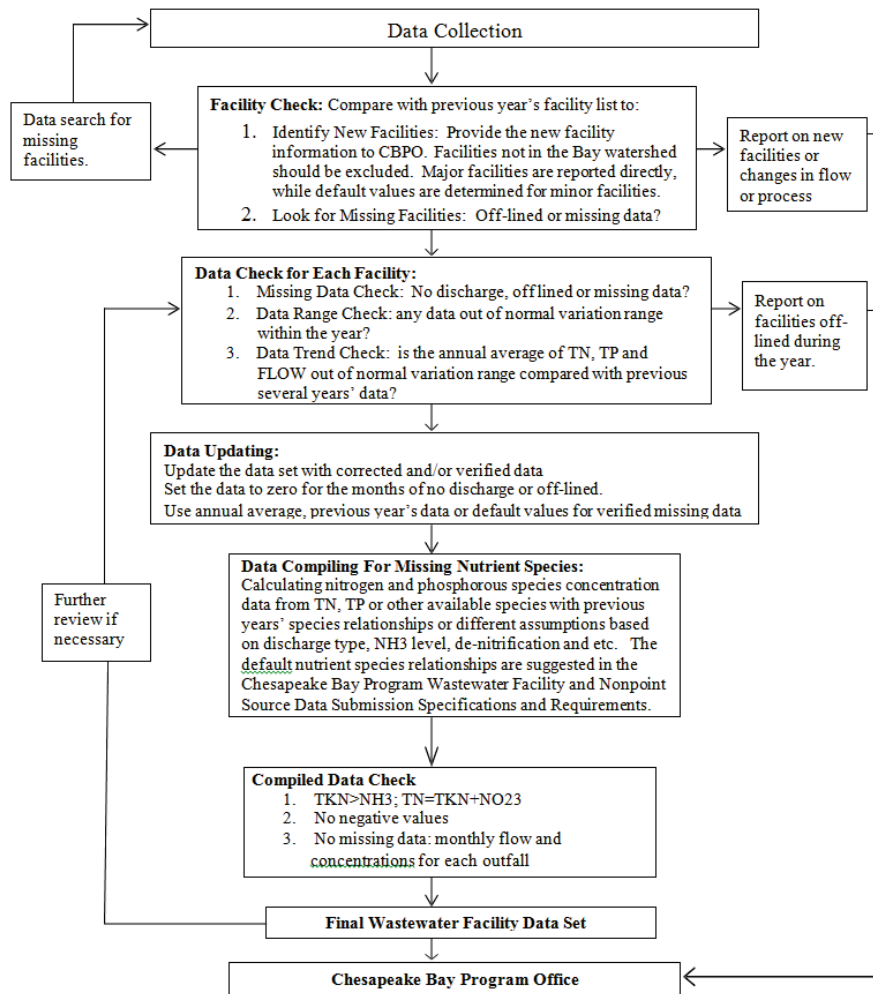 Data Collection
Facility Check: Compare with previous year's facility list to:
1. Identify New Facilities: Provide the new facility
information to CBPO. Facilities not in the Bay watershed
should be excluded. Major facilities are reported directly,
while default values are determined for minor facilities.
2. Look for Missing Facilities: Off-lined or missing data?
Data search for
missing
facilities.
Report on new
facilities or
changes in flow
or process
Data Check for Each Facility:
1. Missing Data Check: No discharge, off lined or missing data?
2. Data Range Check: any data out of normal variation range
within the year?
3. Data Trend Check: is the annual average of TN, TP and
FLOW out of normal variation range compared with previous
several years' data?
Report on
facilities off-
lined during
the year.
Data Updating:
Update the data set with corrected and/or verified data
Set the data to zero for the months of no discharge or off-lined.
Use annual average, previous year's data or default values for verified missing data
Data Compiling For Missing Nutrient Species:
Calculating nitrogen and phosphorous species concentration
data from TN, TP or other available species with previous
years' species relationships or different assumptions based
on discharge type, NH3 level, de-nitrification and etc. The
default nutrient species relationships are suggested in the
Chesapeake Bay Program Wastewater Facility and Nonpoint
Source Data Submission Specifications and Requirements.
Further
review if
necessary
Compiled Data Check
1. TKN>NH3; TN=TKN+NO23
2. No negative values
3. No missing data: monthly flow and
concentrations for each outfall
Final Wastewater Facility Data Set
Chesapeake Bay Program Office